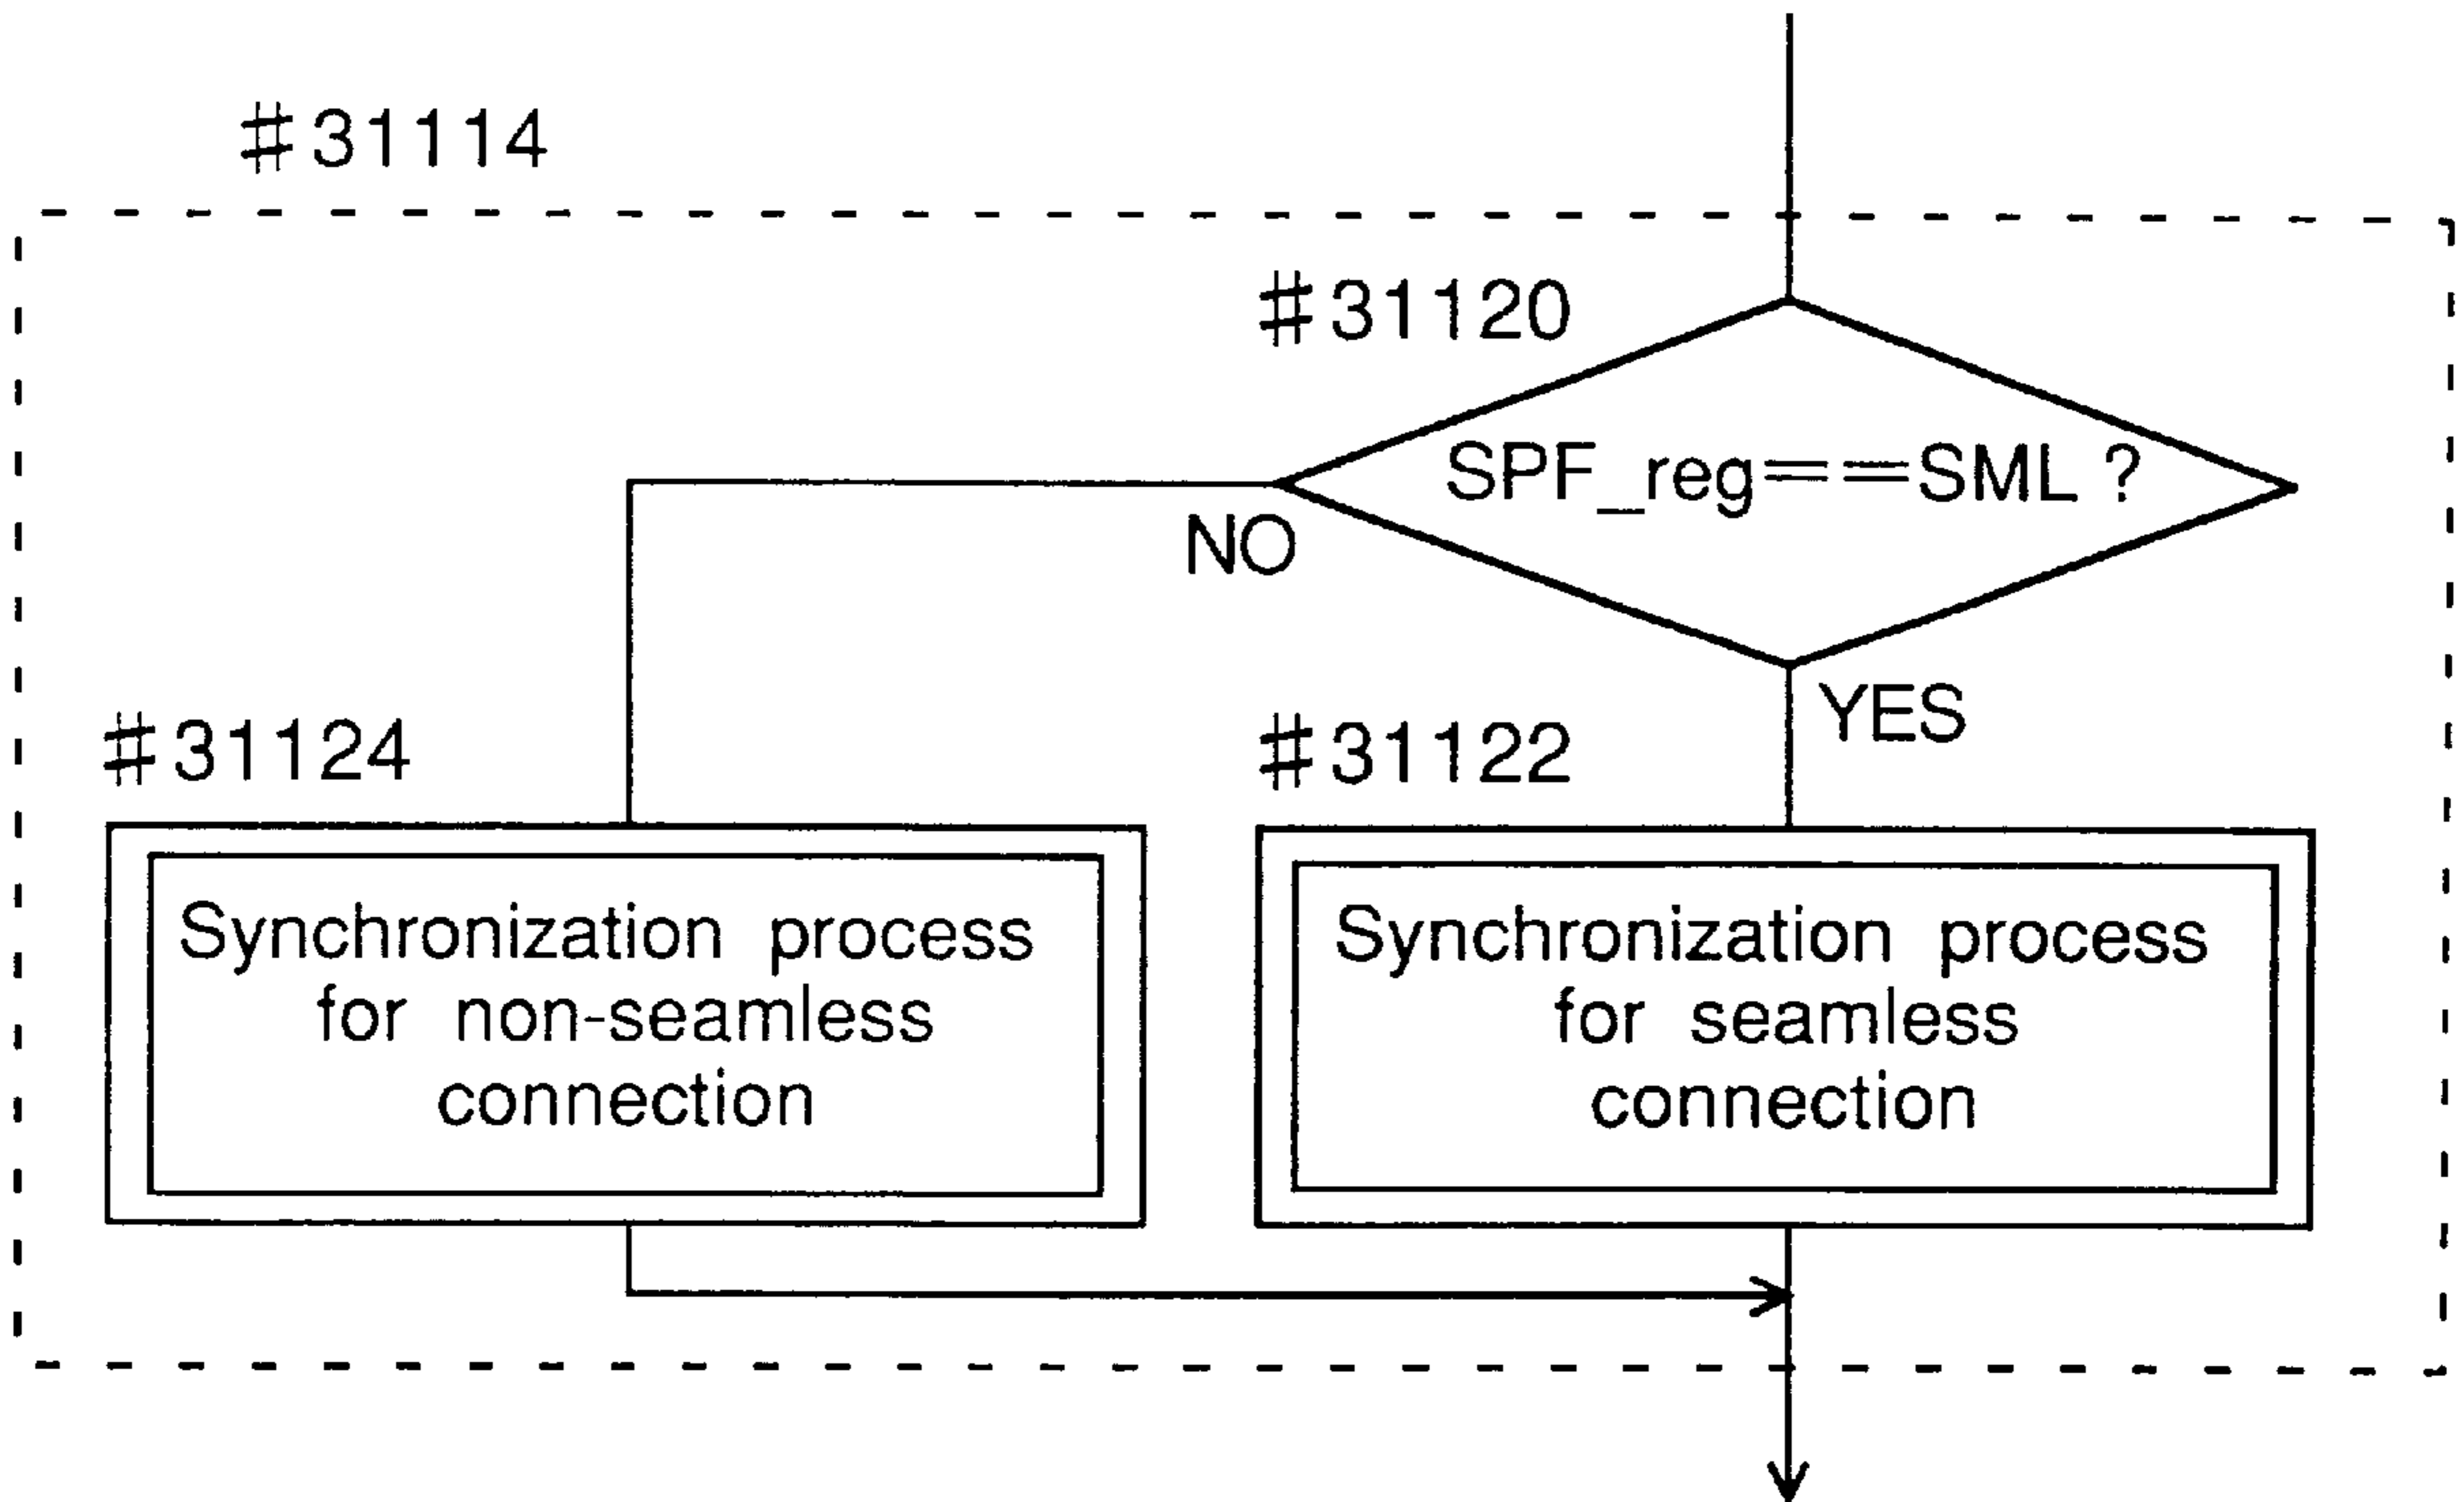 #31114
#31120
SPF_reg==SML ?
NO
YES
#31124
#31122
Synchronization process
for non-seamless
connection
Synchronization process
for seamless
connection